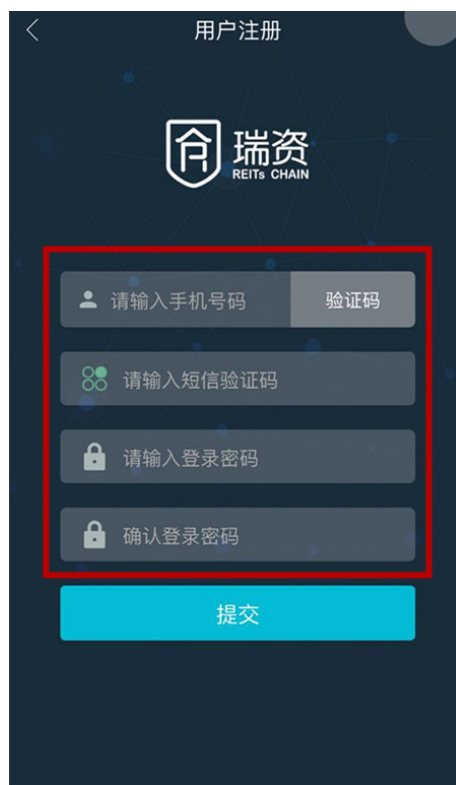 用户注册
瑞资
REITs CHAIN
请输入手机号码 验证码
请输入短信验证码
请输入登录密码
确认登录密码
提交